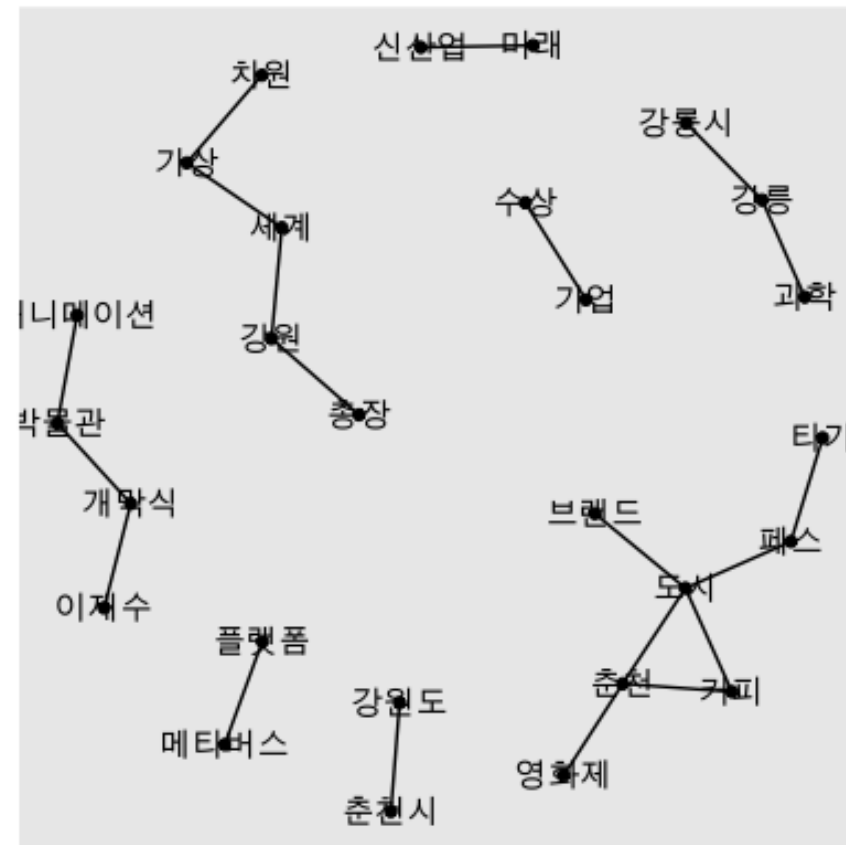 신산업 미래
차원
강릉시
가상
수상
강릉
세계
과학
기업
니메이션
강원
총장
박물관
개막식
브랜드
페스
도시
이재수
플랫폼
춘천
커피
강원도
메타버스
영화제
춘천시